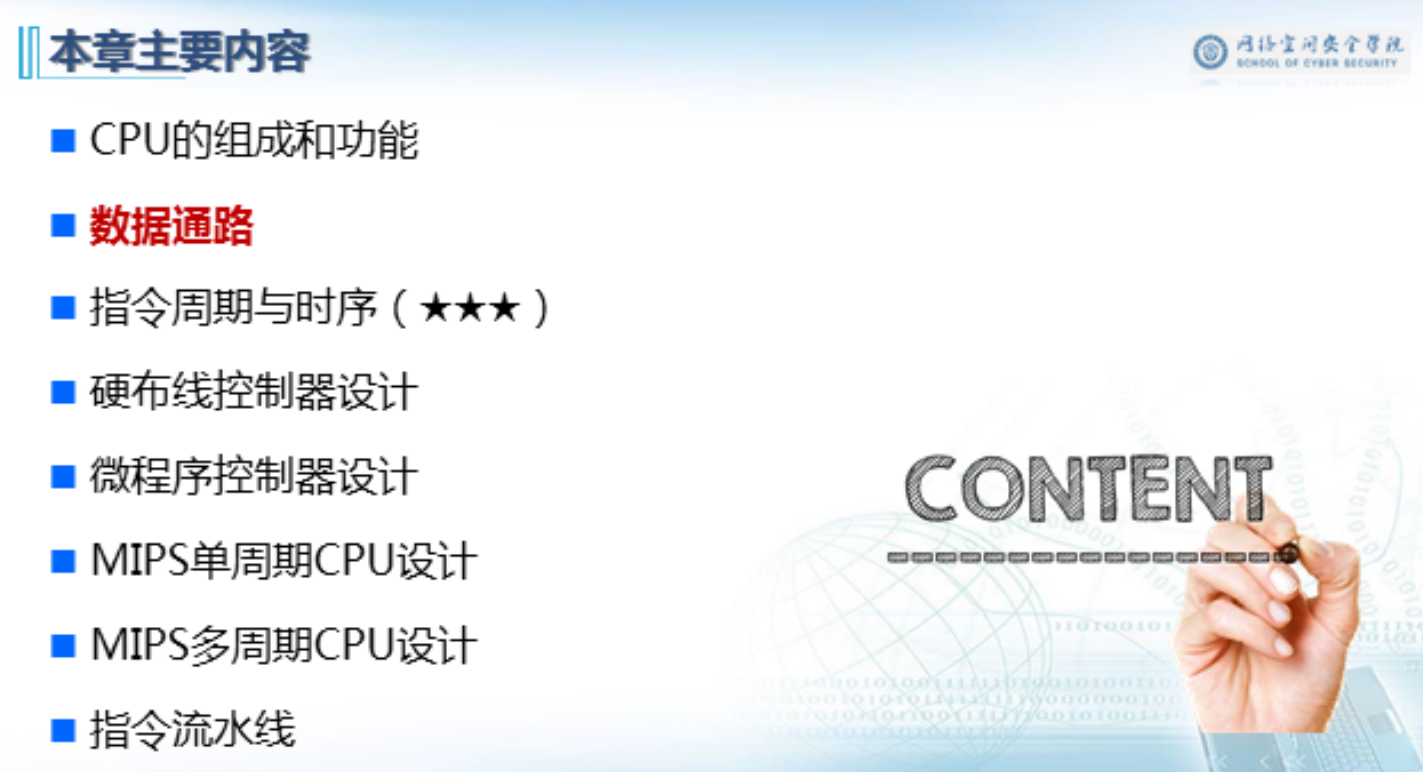 本章主要内容
网络空间安全学院
SCHOOL OF CYBER SECURITY
CPU的组成和功能
数据通路
指令周期与时序（★★★）
硬布线控制器设计
微程序控制器设计
MIPS单周期CPU设计
MIPS多周期CPU设计
指令流水线
CONTENT